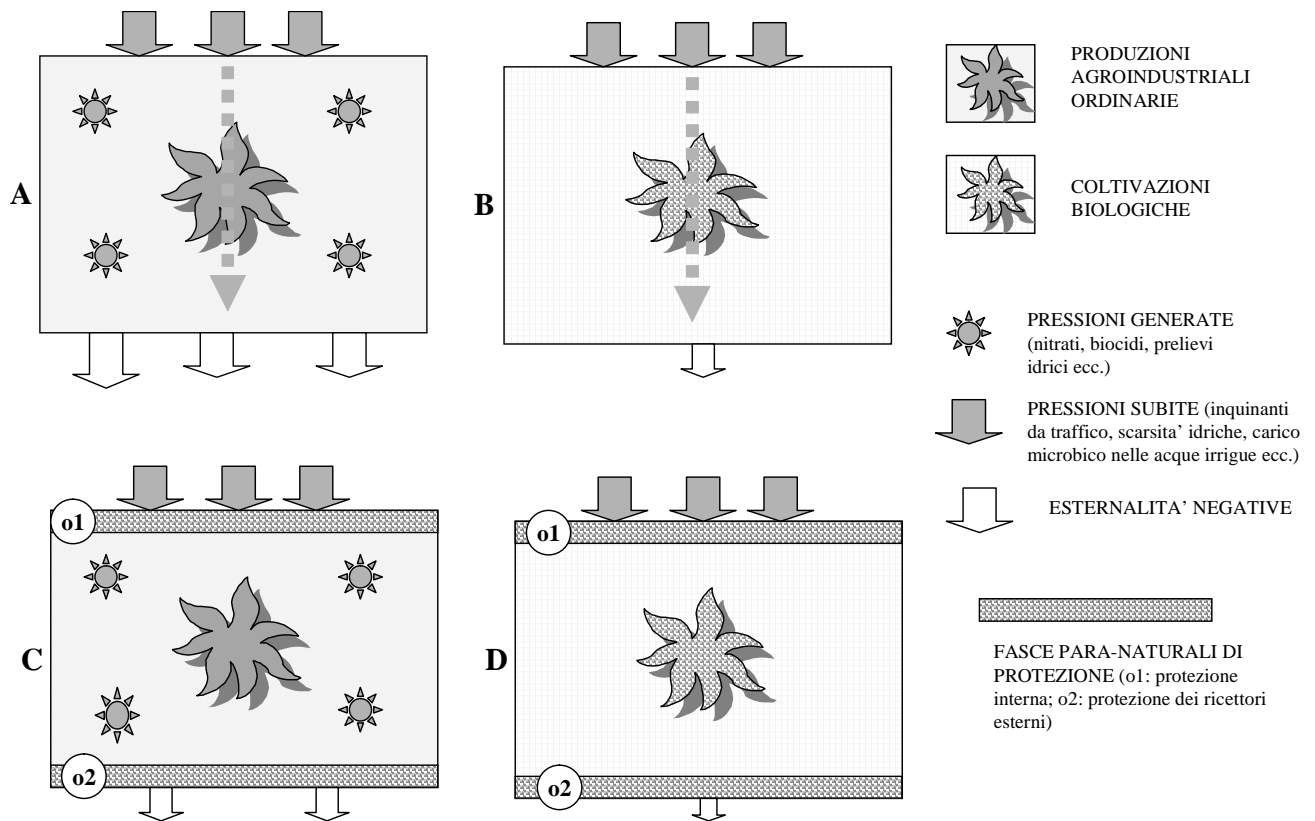 A
B
C
o1
o2
D
o1
o2
PRODUZIONI
AGROINDUSTRIALI
ORDINARIE
COLTIVAZIONI
BIOLOGICHE
PRESSIONI GENERATE
(nitrati, biocidi, prelievi
idrici ecc.)
PRESSIONI SUBITE (inquinanti
da traffico, scarsita’ idriche, carico
microbico nelle acque irrigue ecc.)
ESTERNALITA’ NEGATIVE
FASCE PARA-NATURALI DI
PROTEZIONE (o1: protezione
interna; o2: protezione dei ricettori
esterni)